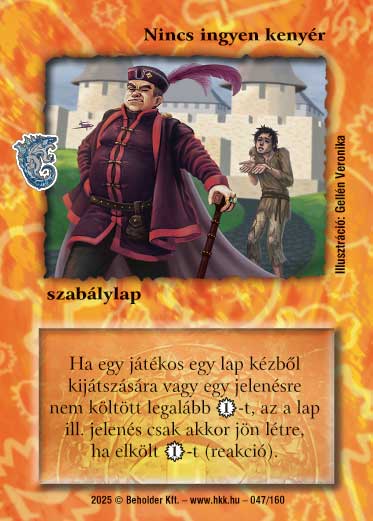 Nincs ingyen kenyér
Illusztráció: Gellén Veronika
szabálylap
Ha egy játékos egy lap kézből
kijátszására vagy egy jelenésre
nem költött legalább 1-t, az a lap
ill. jelenés csak akkor jön létre,
ha elkölt 1-t (reakció).
2025 © Beholder Kft. – www.hkk.hu – 047/160